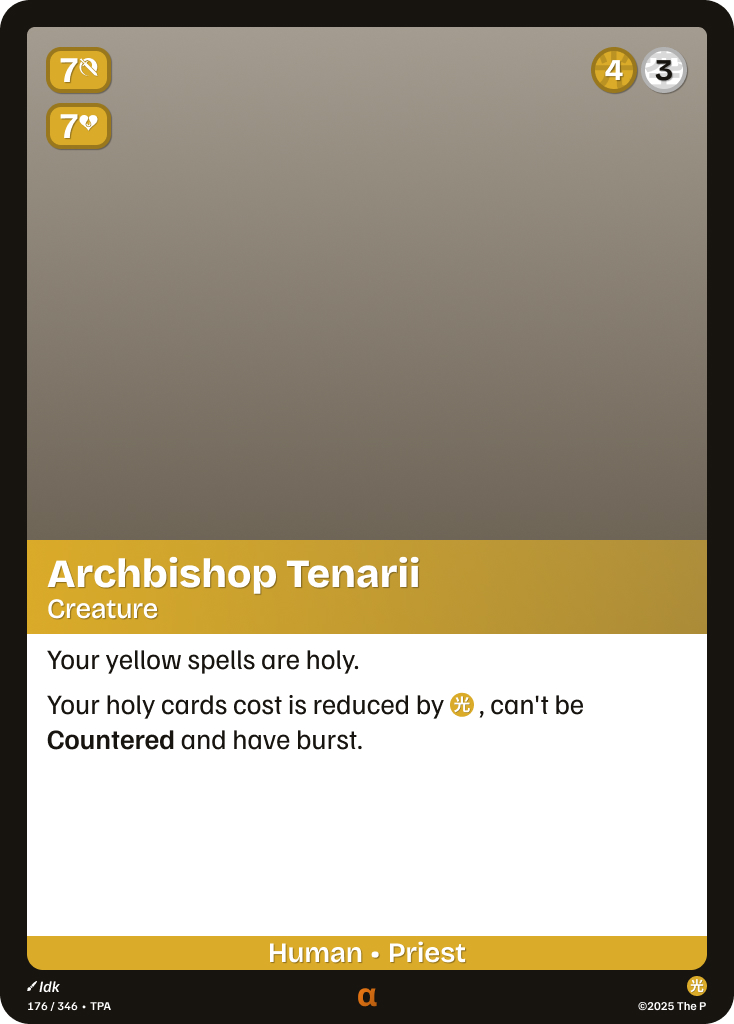 7
4 3
7
Archbishop Tenarii
Creature
Your yellow spells are holy.
Your holy cards cost is reduced by 光 , can't be
Countered and have burst.
Human • Priest
Idk
光
176 / 346 • TPA
α
©2025 The P